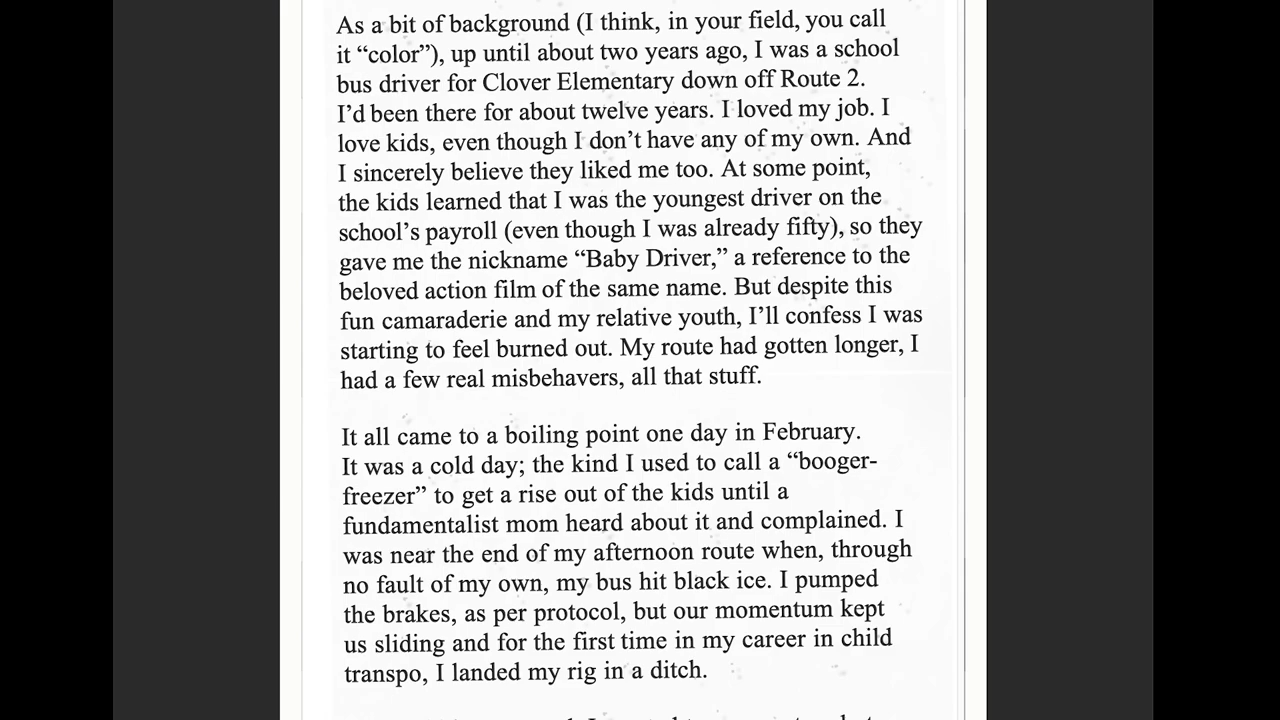 As a bit of background (I think, in your field, you call
it “color”), up until about two years ago, I was a school
bus driver for Clover Elementary down off Route 2.
I’d been there for about twelve years. I loved my job. I
love kids, even though I don’t have any of my own. And
I sincerely believe they liked me too. At some point,
the kids learned that I was the youngest driver on the
school’s payroll (even though I was already fifty), so they
gave me the nickname “Baby Driver,” a reference to the
beloved action film of the same name. But despite this
fun camaraderie and my relative youth, I’ll confess I was
starting to feel burned out. My route had gotten longer, I
had a few real misbehavers, all that stuff.
It all came to a boiling point one day in February.
It was a cold day; the kind I used to call a “booger-
freezer” to get a rise out of the kids until a
fundamentalist mom heard about it and complained. I
was near the end of my afternoon route when, through
no fault of my own, my bus hit black ice. I pumped
the brakes, as per protocol, but our momentum kept
us sliding and for the first time in my career in child
transpo, I landed my rig in a ditch.